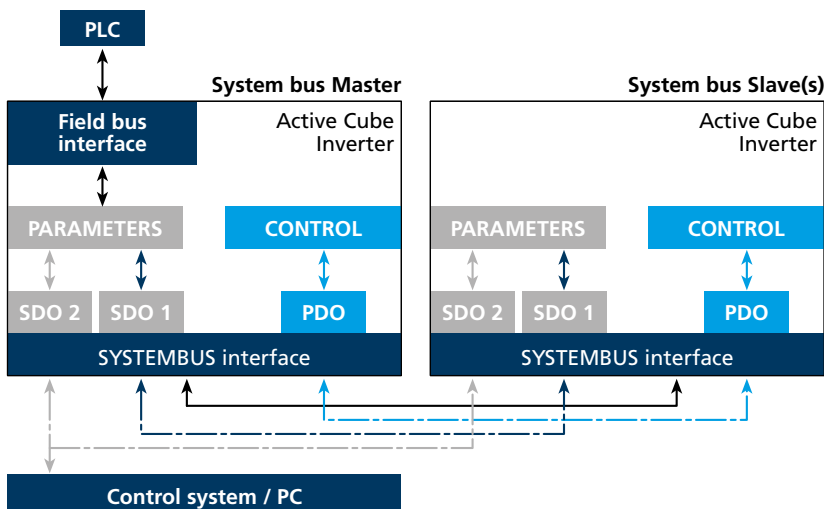 PLC
System bus Master
System bus Slave(s)
Field bus
interface
Active Cube
Inverter
Active Cube
Inverter
PARAMETERS
CONTROL
PARAMETERS
CONTROL
SDO 2
SDO 1
PDO
SDO 2
SDO 1
PDO
SYSTEMBUS interface
SYSTEMBUS interface
Control system / PC